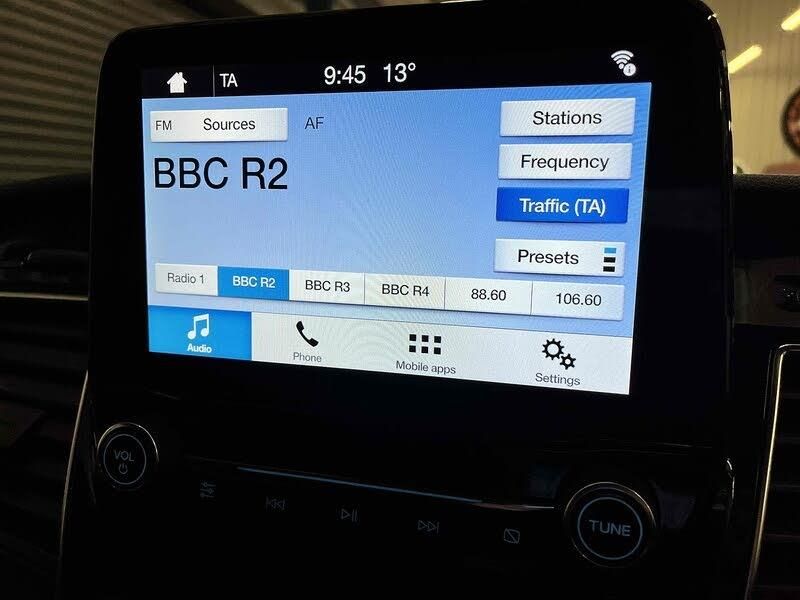 TA 9:45 13°
FM Sources AF
Stations
BBC R2
Frequency
Traffic (TA)
Presets
Radio 1 BBC R2 BBC R3 BBC R4 88.60 106.60
Audio Phone Mobile apps Settings
VOL
TUNE